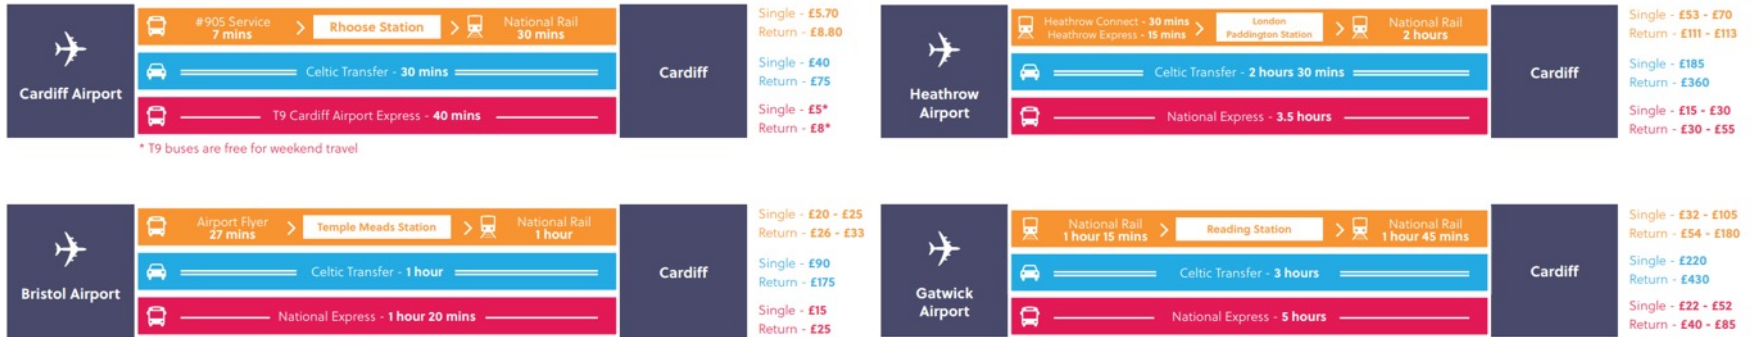 Cardiff Airport
#905 Service
7 mins
Rhoose Station
National Rail
30 mins
Celtic Transfer - 30 mins
T9 Cardiff Airport Express - 40 mins
Cardiff
Single - £5.70
Return - £8.80
Single - £40
Return - £75
Single - £5*
Return - £8*
* T9 buses are free for weekend travel
Heathrow
Airport
Heathrow Connect - 30 mins
Heathrow Express - 15 mins
London
Paddington Station
National Rail
2 hours
Celtic Transfer - 2 hours 30 mins
National Express - 3.5 hours
Cardiff
Single - £53 - £70
Return - £111 - £113
Single - £185
Return - £360
Single - £15 - £30
Return - £30 - £55
Bristol Airport
Airport Flyer
27 mins
Temple Meads Station
National Rail
1 hour
Celtic Transfer - 1 hour
National Express - 1 hour 20 mins
Cardiff
Single - £20 - £25
Return - £26 - £33
Single - £90
Return - £175
Single - £15
Return - £25
Gatwick
Airport
National Rail
1 hour 15 mins
Reading Station
National Rail
1 hour 45 mins
Celtic Transfer - 3 hours
National Express - 5 hours
Cardiff
Single - £32 - £105
Return - £54 - £180
Single - £220
Return - £430
Single - £22 - £52
Return - £40 - £85